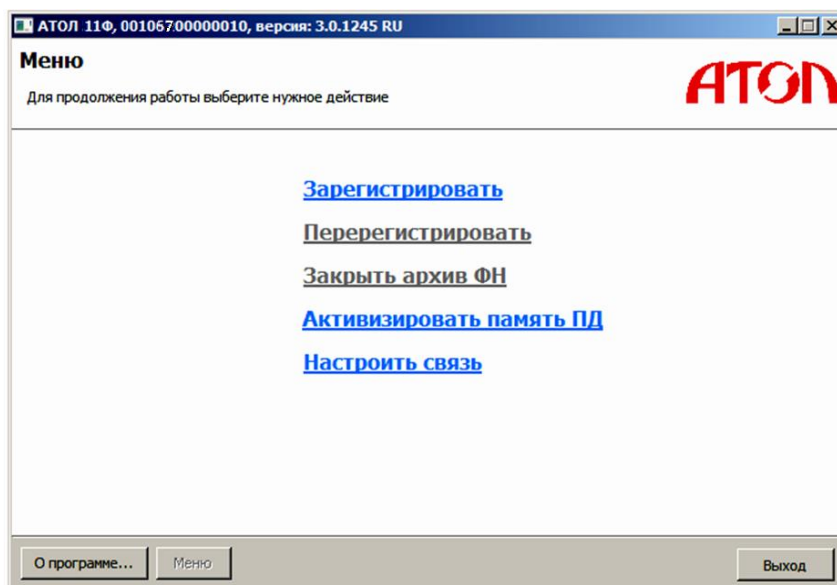 АТОЛ 11Ф, 00106700000010, версия: 3.0.1245 RU
Меню
АТОЛ
Для продолжения работы выберите нужное действие
Зарегистрировать
Перерегистрировать
Закрыть архив ФН
Активизировать память ПД
Настроить связь
О программе... Меню Выход